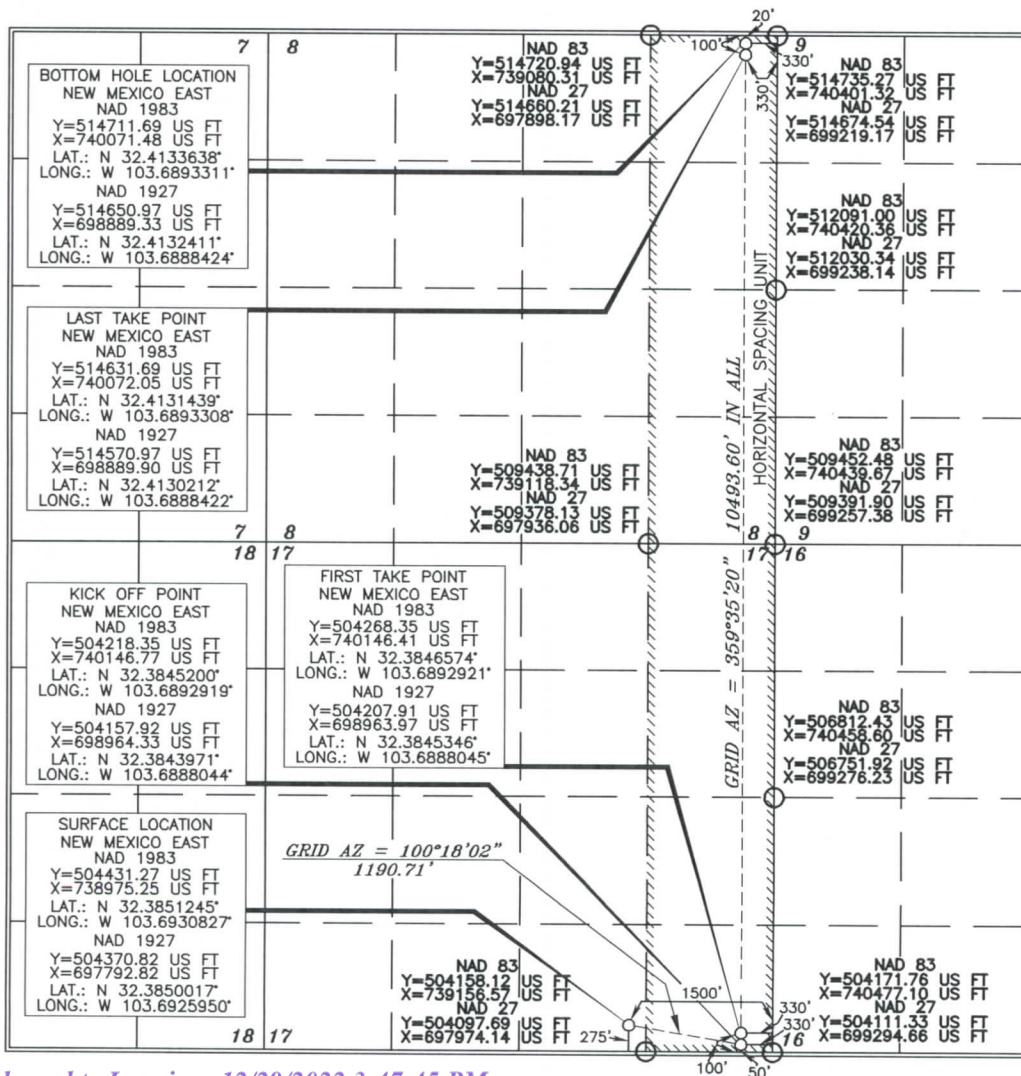 20'
7 8
NAD 83
Y=514720.94 US FT
X=739080.31 US FT
NAD 27
Y=514660.21 US FT
X=697898.17 US FT
100'
9
330'
330'
NAD 83
Y=514735.27 US FT
X=740401.32 US FT
NAD 27
Y=514674.54 US FT
X=699219.17 US FT
BOTTOM HOLE LOCATION
NEW MEXICO EAST
NAD 1983
Y=514711.69 US FT
X=740071.48 US FT
LAT.: N 32.4133638°
LONG.: W 103.6893311°
NAD 1927
Y=514650.97 US FT
X=698889.33 US FT
LAT.: N 32.4132411°
LONG.: W 103.6888424°
NAD 83
Y=512091.00 US FT
X=740420.36 US FT
NAD 27
Y=512030.34 US FT
X=699238.14 US FT
LAST TAKE POINT
NEW MEXICO EAST
NAD 1983
Y=514631.69 US FT
X=740072.05 US FT
LAT.: N 32.4131439°
LONG.: W 103.6893308°
NAD 1927
Y=514570.97 US FT
X=698889.90 US FT
LAT.: N 32.4130212°
LONG.: W 103.6888422°
10493.60' IN ALL
HORIZONTAL SPACING UNIT
NAD 83
Y=509438.71 US FT
X=739118.34 US FT
NAD 27
Y=509378.13 US FT
X=697936.06 US FT
NAD 83
Y=509452.48 US FT
X=740439.67 US FT
NAD 27
Y=509391.90 US FT
X=699257.38 US FT
7 8
18 17
8 9
17 16
KICK OFF POINT
NEW MEXICO EAST
NAD 1983
Y=504218.35 US FT
X=740146.77 US FT
LAT.: N 32.3845200°
LONG.: W 103.6892919°
NAD 1927
Y=504157.92 US FT
X=698964.33 US FT
LAT.: N 32.3843971°
LONG.: W 103.6888044°
FIRST TAKE POINT
NEW MEXICO EAST
NAD 1983
Y=504268.35 US FT
X=740146.41 US FT
LAT.: N 32.3846574°
LONG.: W 103.6892921°
NAD 1927
Y=504207.91 US FT
X=698963.97 US FT
LAT.: N 32.3845346°
LONG.: W 103.6888045°
GRID AZ = 359°35'20"
NAD 83
Y=506812.43 US FT
X=740458.60 US FT
NAD 27
Y=506751.92 US FT
X=699276.23 US FT
SURFACE LOCATION
NEW MEXICO EAST
NAD 1983
Y=504431.27 US FT
X=738975.25 US FT
LAT.: N 32.3851245°
LONG.: W 103.6930827°
NAD 1927
Y=504370.82 US FT
X=697792.82 US FT
LAT.: N 32.3850017°
LONG.: W 103.6925950°
GRID AZ = 100°18'02"
1190.71'
NAD 83
Y=504158.12 US FT
X=739156.57 US FT
NAD 27
Y=504097.69 US FT
X=697974.14 US FT
1500'
275'
330'
330'
NAD 83
Y=504171.76 US FT
X=740477.10 US FT
NAD 27
Y=504111.33 US FT
X=699294.66 US FT
18 17
16
100'
50'